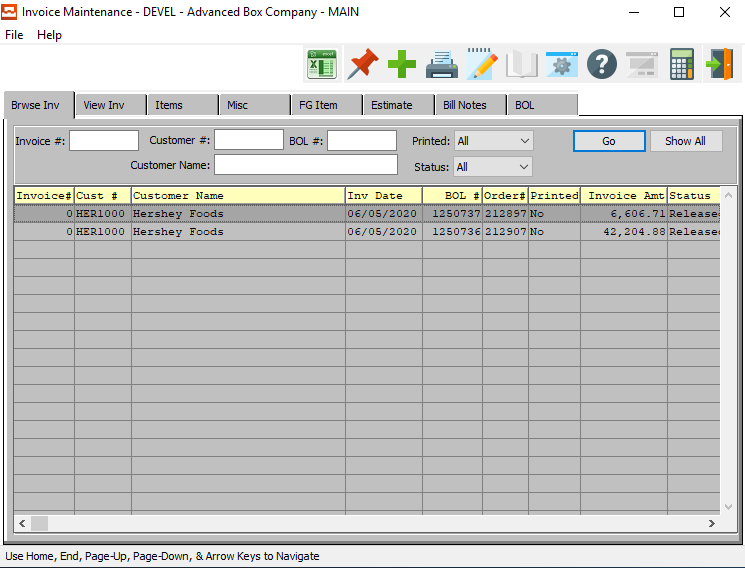 Invoice Maintenance - DEVEL - Advanced Box Company - MAIN
File Help
Brwse Inv View Inv Items Misc FG Item Estimate Bill Notes BOL
Invoice #: Customer #: BOL #: Printed: All Go Show All
Customer Name: Status: All
Invoice# Cust # Customer Name Inv Date BOL # Order# Printed Invoice Amt Status
0 HER1000 Hershey Foods 06/05/2020 1250737 212897 No 6,606.71 Released
0 HER1000 Hershey Foods 06/05/2020 1250736 212907 No 42,204.88 Released
Use Home, End, Page-Up, Page-Down, & Arrow Keys to Navigate